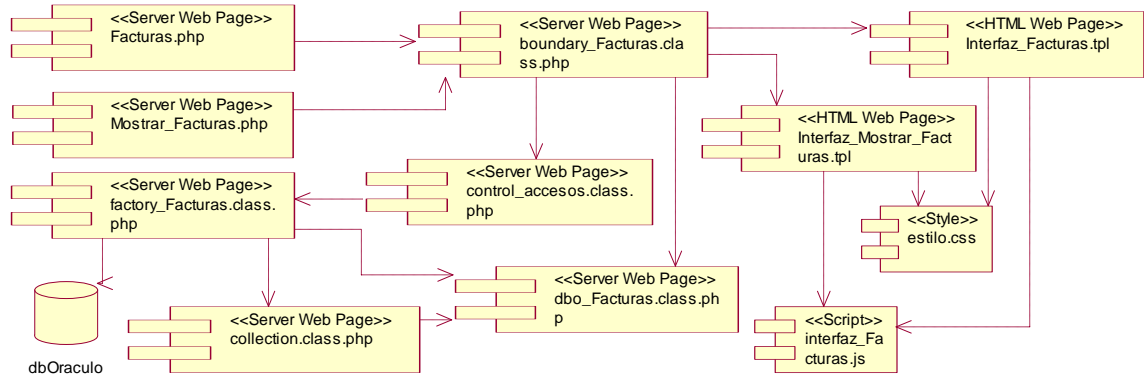 <<Server Web Page>>
Facturas.php
<<Server Web Page>>
boundary_Facturas.cla
ss.php
<<HTML Web Page>>
Interfaz_Facturas.tpl
<<Server Web Page>>
Mostrar_Facturas.php
<<HTML Web Page>>
Interfaz_Mostrar_Fact
uras.tpl
<<Server Web Page>>
control_accesos.class.
php
<<Server Web Page>>
factory_Facturas.class.
php
<<Style>>
estilo.css
<<Server Web Page>>
dbo_Facturas.class.ph
p
<<Server Web Page>>
collection.class.php
<<Script>>
interfaz_Fa
cturas.js
dbOraculo